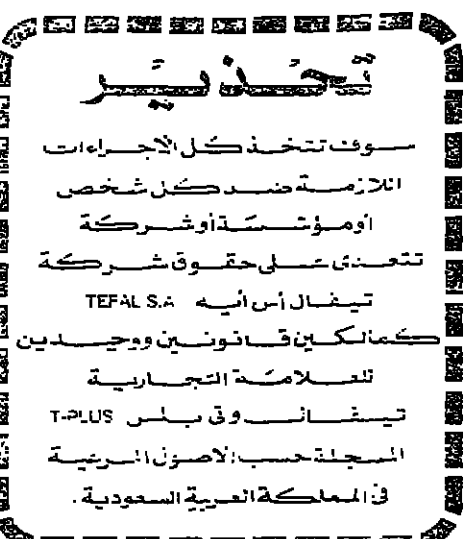 تحذير
سوف تتخذ كل الاجراءات
اللازمة ضد كل شخص
أو مؤسسة أو شركة
تتعدى على حقوق شركة
تيفال أس أيه TEFAL S.A
كمالكين قانونين ووحيدين
للعلامة التجارية
تيفال وتي بلس T-PLUS
المسجلة حسب الاصول المرعية
في المملكة العربية السعودية.